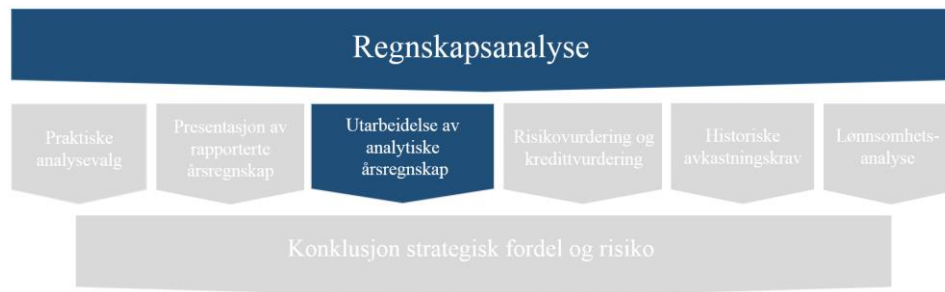 Regnskapsanalyse
Praktiske
analysevalg
Presentasjon av
rapporterte
årsregnskap
Utarbeidelse av
analytiske
årsregnskap
Risikovurdering og
kredittvurdering
Historiske
avkastningskrav
Lønnsomhets-
analyse
Konklusjon strategisk fordel og risiko